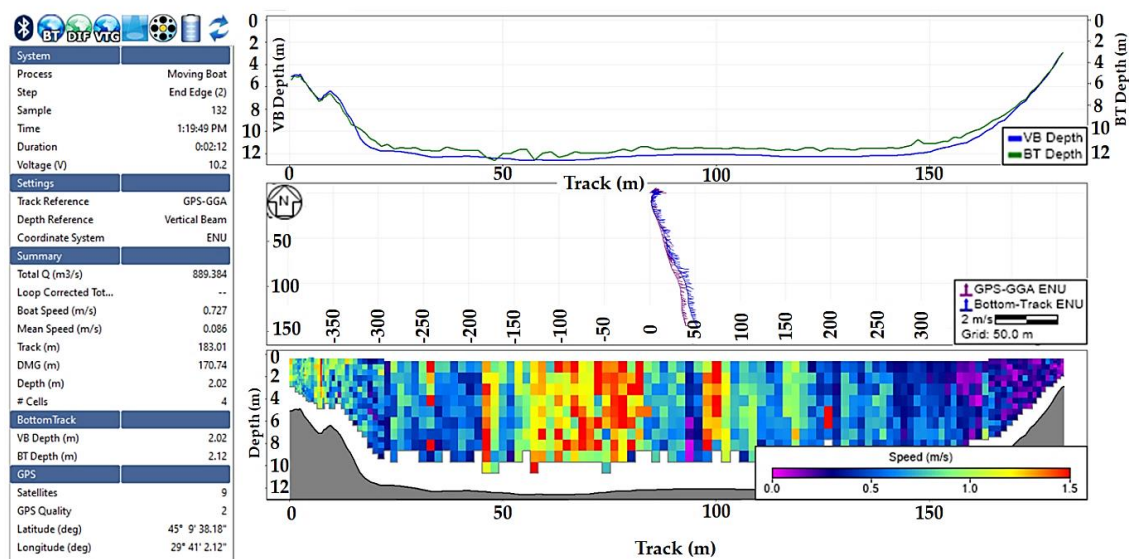 BT DIF VTG
System
Process Moving Boat
Step End Edge (2)
Sample 132
Time 1:19:49 PM
Duration 0:02:12
Voltage (V) 10.2
Settings
Track Reference GPS-GGA
Depth Reference Vertical Beam
Coordinate System ENU
Summary
Total Q (m3/s) 889.384
Loop Corrected Tot... --
Boat Speed (m/s) 0.727
Mean Speed (m/s) 0.086
Track (m) 183.01
DMG (m) 170.74
Depth (m) 2.02
# Cells 4
BottomTrack
VB Depth (m) 2.02
BT Depth (m) 2.12
GPS
Satellites 9
GPS Quality 2
Latitude (deg) 45° 9' 38.18"
Longitude (deg) 29° 41' 2.12"
0 2 4 6 8 10 12
VB Depth (m)
0 2 4 6 8 10 12
BT Depth (m)
VB Depth
BT Depth
0 50 100 150
Track (m)
N
50
100
150
-350 -300 -250 -200 -150 -100 -50 0 50 100 150 200 250 300
GPS-GGA ENU
Bottom-Track ENU
2 m/s
Grid: 50.0 m
0 2 4 6 8 10 12
Depth (m)
Speed (m/s)
0.0 0.5 1.0 1.5
0 50 100 150
Track (m)